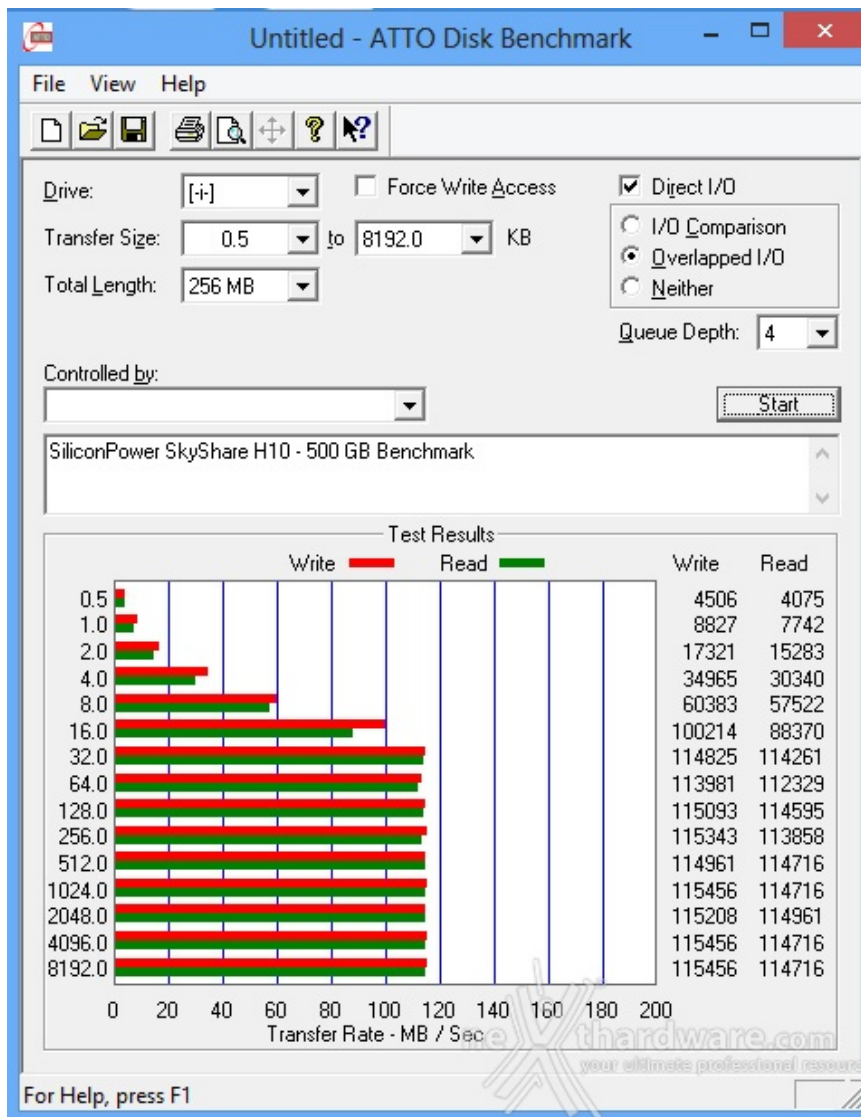 Untitled - ATTO Disk Benchmark
File View Help
Drive: [-i-] Force Write Access Direct I/O
Transfer Size: 0.5 to 8192.0 KB I/O Comparison
Overlapped I/O
Total Length: 256 MB Neither
Queue Depth: 4
Controlled by:
Start
SiliconPower SkyShare H10 - 500 GB Benchmark
Test Results
Write Read Write Read
0.5 4506 4075
1.0 8827 7742
2.0 17321 15283
4.0 34965 30340
8.0 60383 57522
16.0 100214 88370
32.0 114825 114261
64.0 113981 112329
128.0 115093 114595
256.0 115343 113858
512.0 114961 114716
1024.0 115456 114716
2048.0 115208 114961
4096.0 115456 114716
8192.0 115456 114716
0 20 40 60 80 100 120 140 160 180 200
Transfer Rate - MB / Sec
neXthardware.com
your ultimate professional resource
For Help, press F1